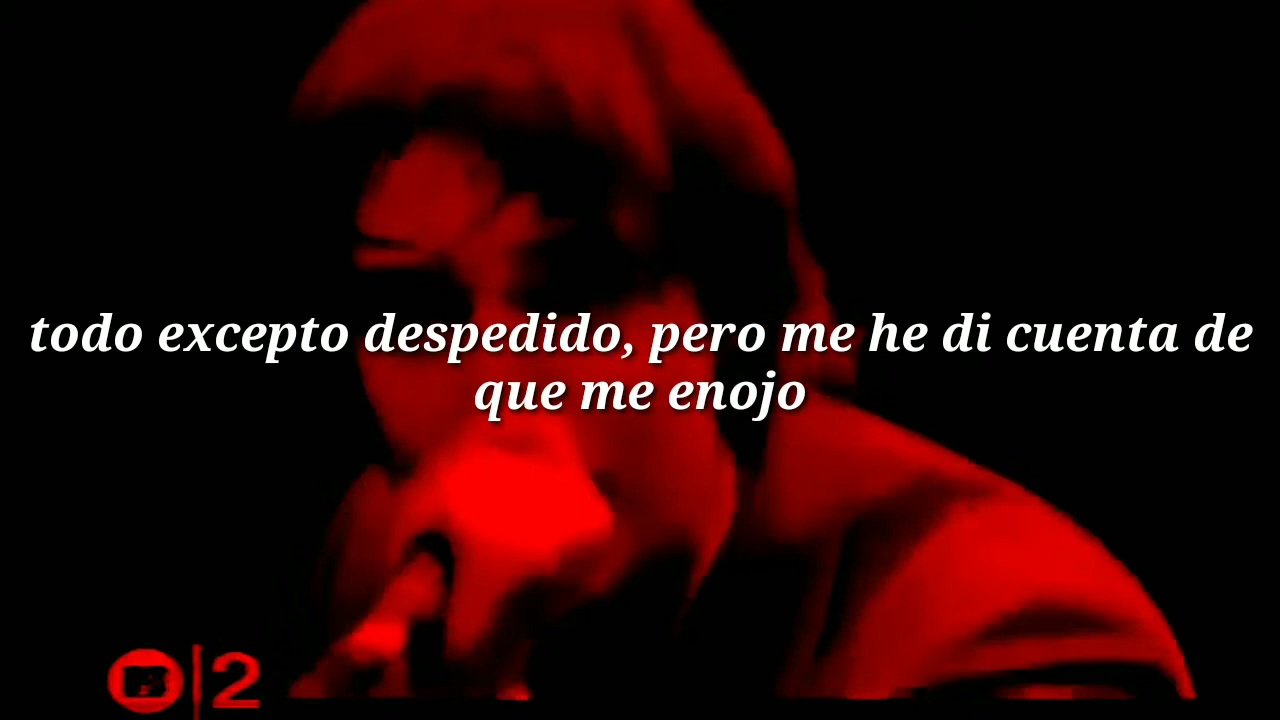 todo excepto despedido, pero me he di cuenta de
que me enojo
2